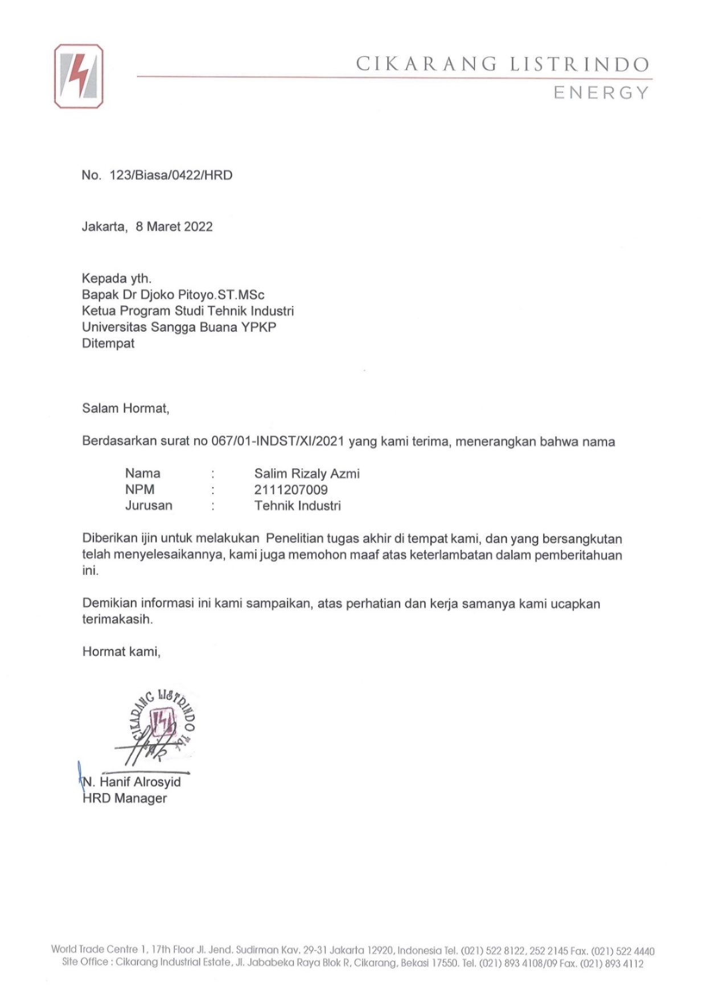 CIKARANG LISTRINDO
ENERGY
No. 123/Biasa/0422/HRD
Jakarta, 8 Maret 2022
Kepada yth.
Bapak Dr Djoko Pitoyo.ST.MSc
Ketua Program Studi Tehnik Industri
Universitas Sangga Buana YPKP
Ditempat
Salam Hormat,
Berdasarkan surat no 067/01-INDST/XI/2021 yang kami terima, menerangkan bahwa nama
Nama : Salim Rizaly Azmi
NPM : 2111207009
Jurusan : Tehnik Industri
Diberikan ijin untuk melakukan Penelitian tugas akhir di tempat kami, dan yang bersangkutan
telah menyelesaikannya, kami juga memohon maaf atas keterlambatan dalam pemberitahuan
ini.
Demikian informasi ini kami sampaikan, atas perhatian dan kerja samanya kami ucapkan
terimakasih.
Hormat kami,
CIKARANG LISTRINDO Tbk
N. Hanif Alrosyid
HRD Manager
World Trade Centre 1, 17th Floor Jl. Jend. Sudirman Kav. 29-31 Jakarta 12920, Indonesia Tel. (021) 522 8122, 252 2145 Fax. (021) 522 4440
Site Office : Cikarang Industrial Estate, Jl. Jababeka Raya Blok R, Cikarang, Bekasi 17550. Tel. (021) 893 4108/09 Fax. (021) 893 4112